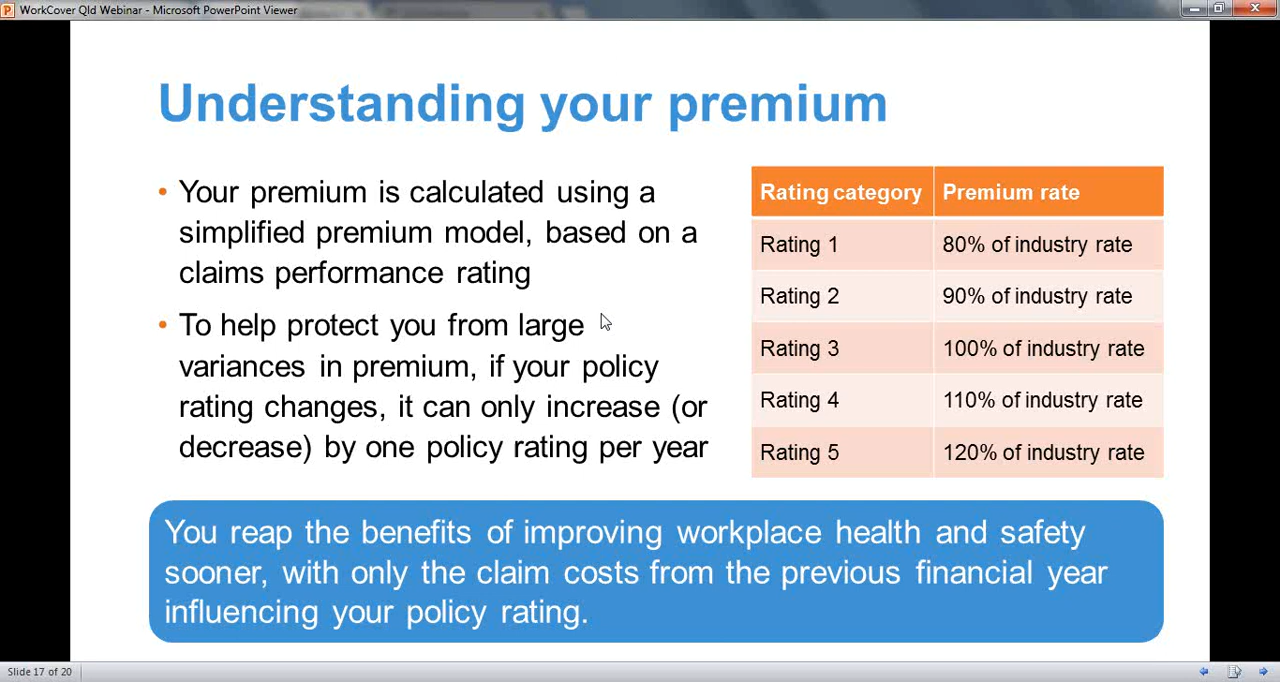 WorkCover Qld Webinar - Microsoft PowerPoint Viewer
Understanding your premium
• Your premium is calculated using a
simplified premium model, based on a
claims performance rating
• To help protect you from large
variances in premium, if your policy
rating changes, it can only increase (or
decrease) by one policy rating per year
Rating category Premium rate
Rating 1 80% of industry rate
Rating 2 90% of industry rate
Rating 3 100% of industry rate
Rating 4 110% of industry rate
Rating 5 120% of industry rate
You reap the benefits of improving workplace health and safety
sooner, with only the claim costs from the previous financial year
influencing your policy rating.
Slide 17 of 20